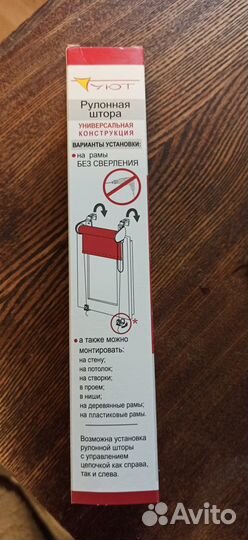 УЮТ
Рулонная
штора
УНИВЕРСАЛЬНАЯ
КОНСТРУКЦИЯ
ВАРИАНТЫ УСТАНОВКИ:
• на рамы
БЕЗ СВЕРЛЕНИЯ
*
• а также можно
монтировать:
на стену;
на потолок;
на створки;
в проем;
в ниши;
на деревянные рамы;
на пластиковые рамы.
Возможна установка
рулонной шторы
с управлением
цепочкой как справа,
так и слева.
Avito